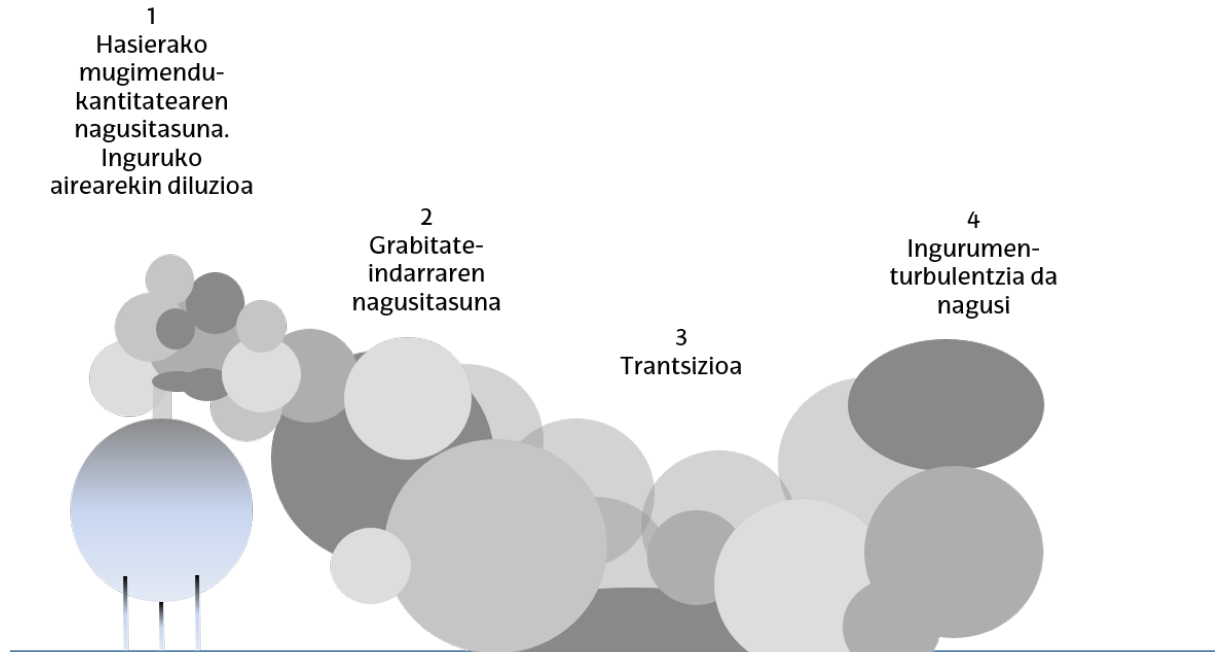 1
Hasierako
mugimendu-
kantitatearen
nagusitasuna.
Inguruko
airearekin diluzioa
2
Grabitate-
indarraren
nagusitasuna
3
Trantsizioa
4
Ingurumen-
turbulentzia da
nagusi